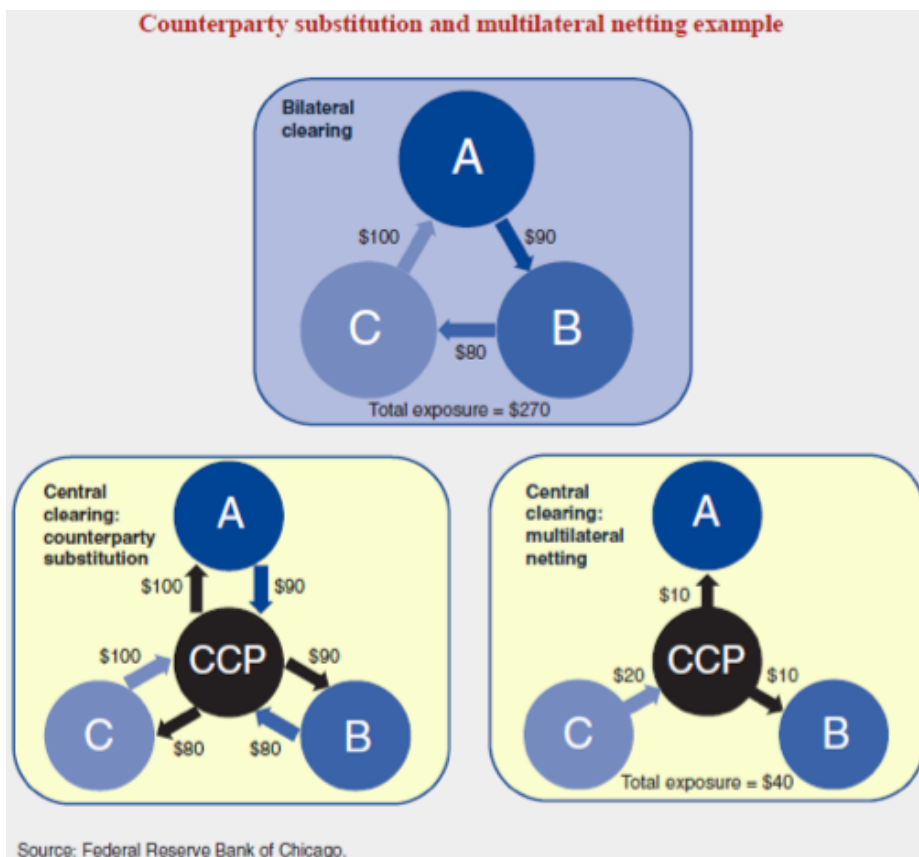 Counterparty substitution and multilateral netting example
Bilateral
clearing
A
$100
$90
C
B
$80
Total exposure = $270
Central
clearing:
counterparty
substitution
A
$100
$90
$100
CCP
$90
C
B
$80
$80
Central
clearing:
multilateral
netting
A
$10
CCP
$20
$10
C
B
Total exposure = $40
Source: Federal Reserve Bank of Chicago.